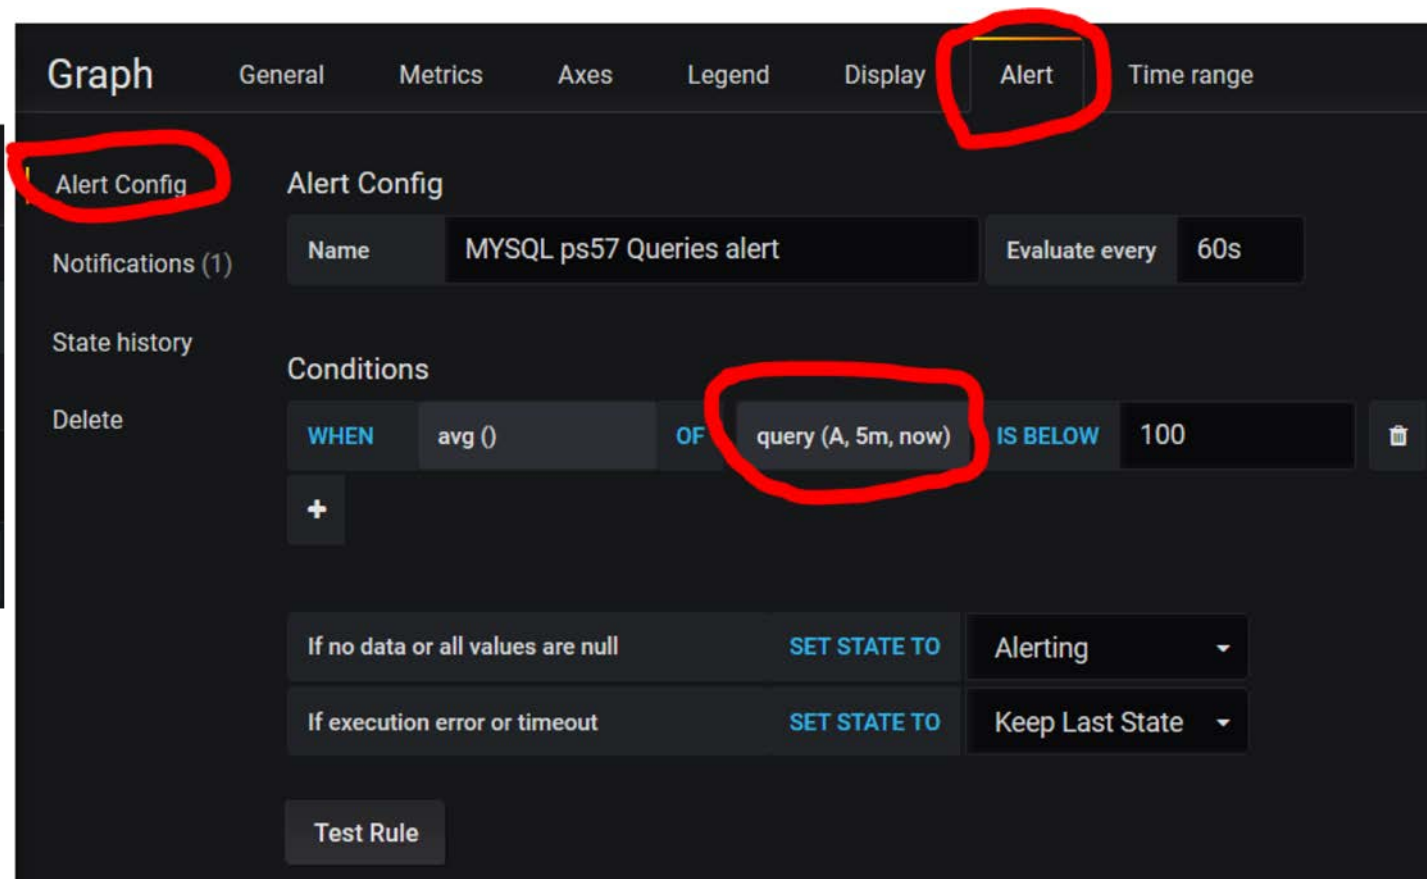 Graph General Metrics Axes Legend Display Alert Time range
Alert Config
Notifications (1)
State history
Delete
Alert Config
Name MYSQL ps57 Queries alert Evaluate every 60s
Conditions
WHEN avg () OF query (A, 5m, now) IS BELOW 100
+
If no data or all values are null SET STATE TO Alerting
If execution error or timeout SET STATE TO Keep Last State
Test Rule